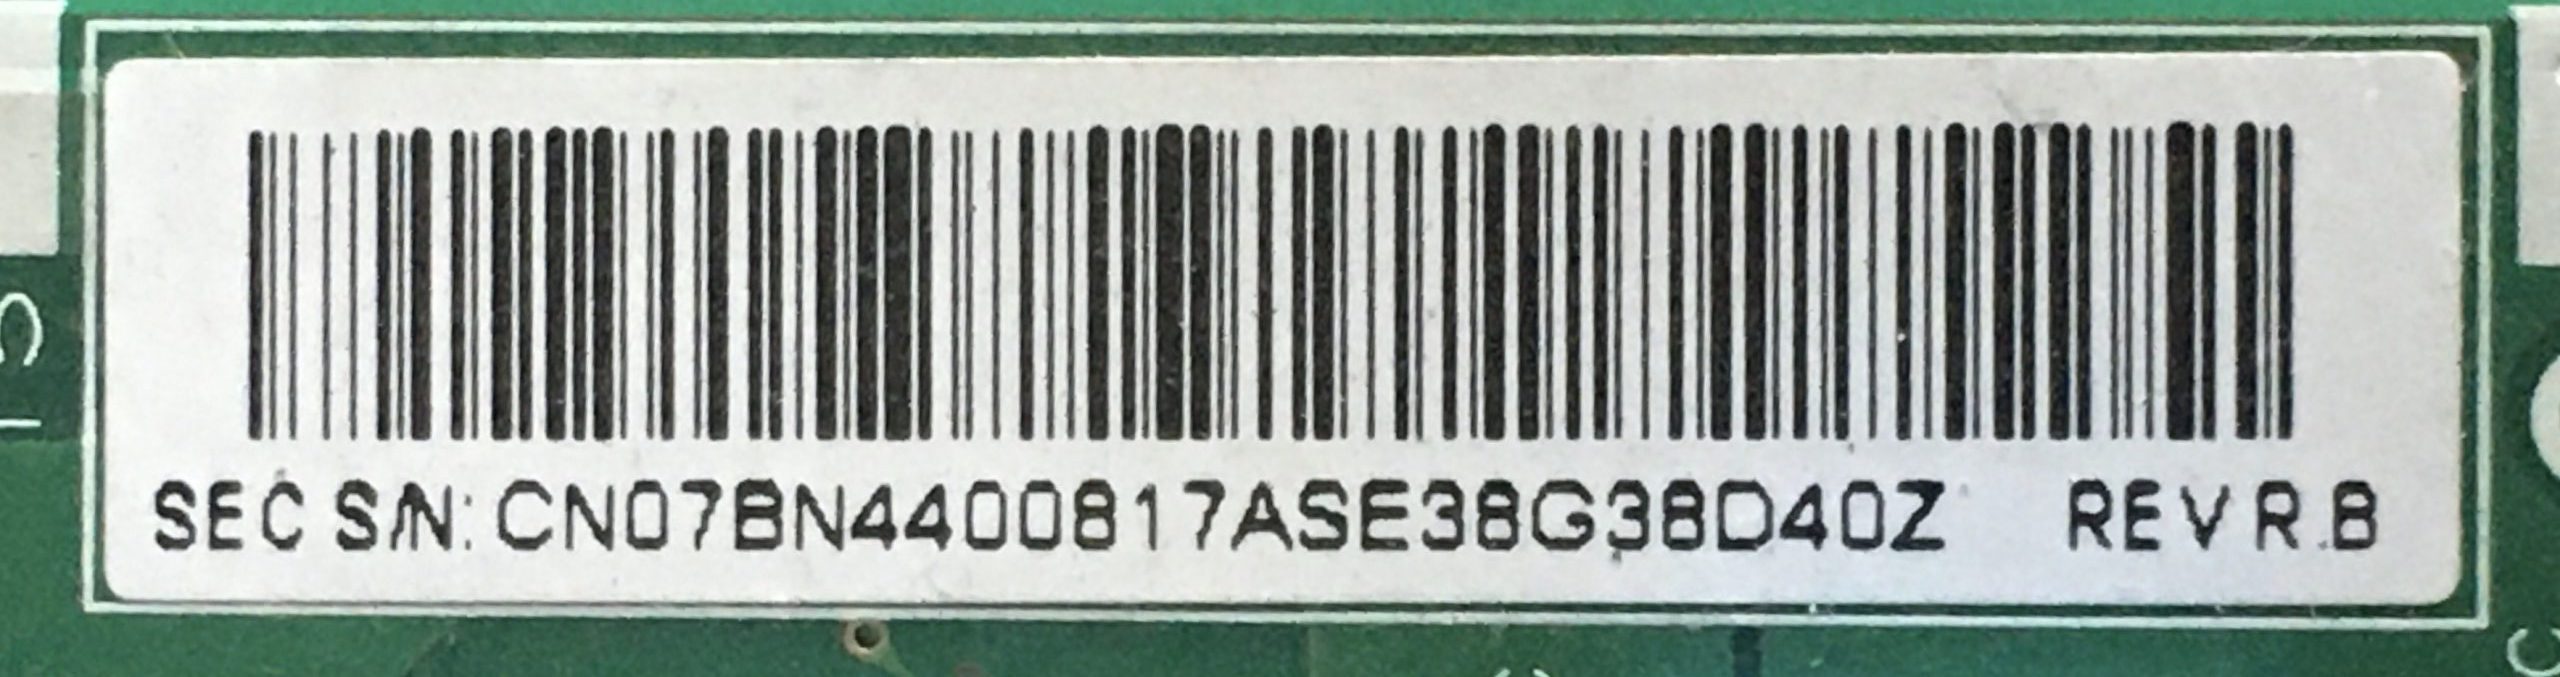 SEC S/N: CN07BN4400817ASE38G38D40Z REV R.B